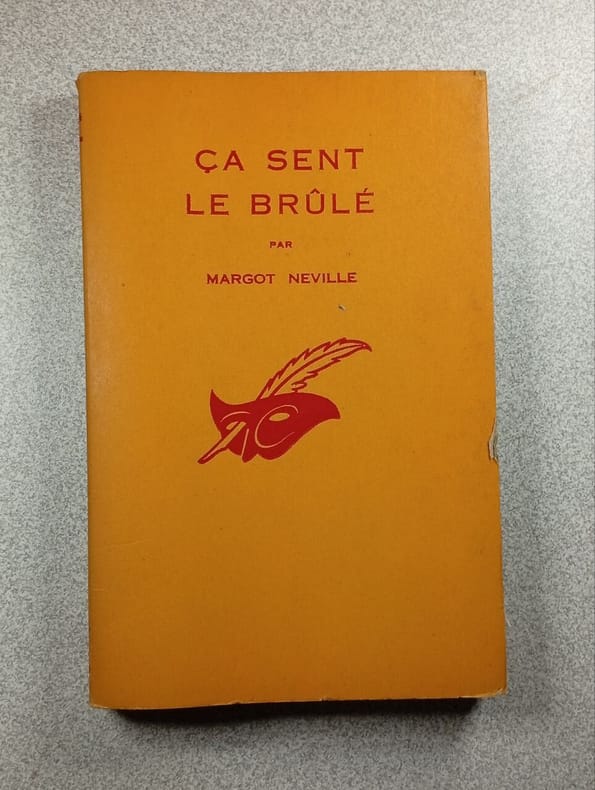 ÇA SENT
LE BRÛLÉ
PAR
MARGOT NEVILLE